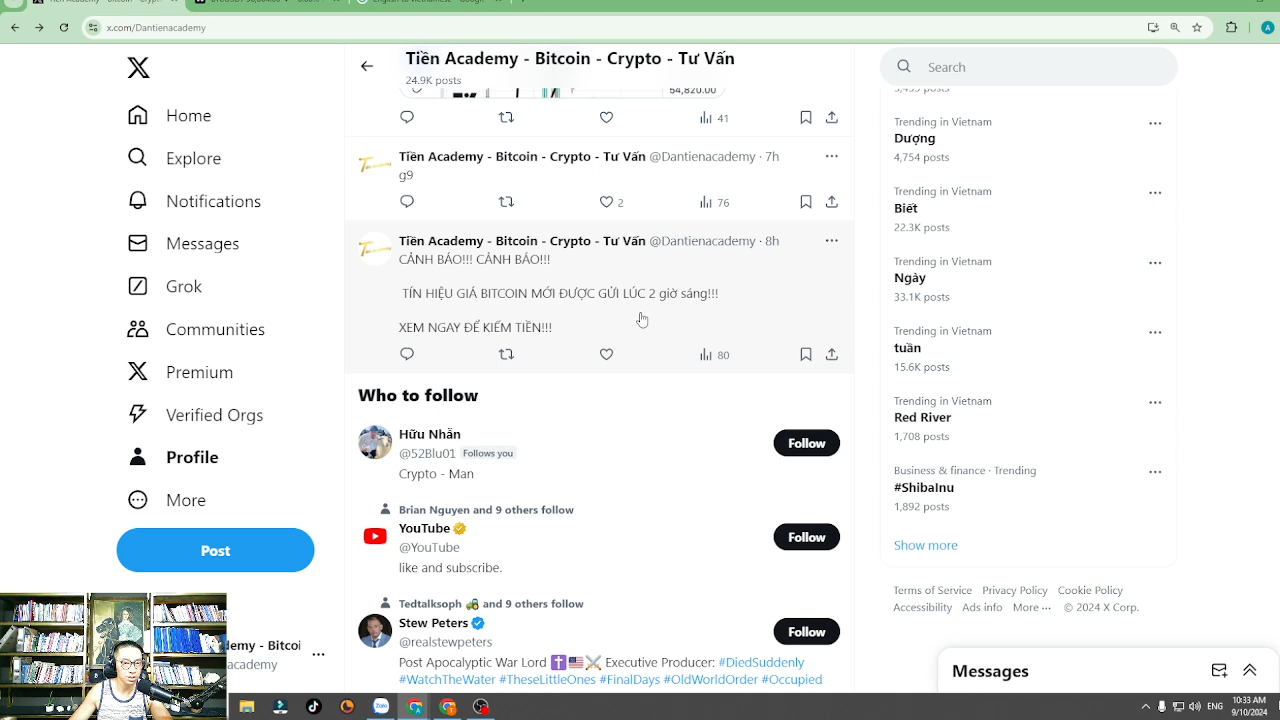 x.com/Dantienacademy
Tiền Academy - Bitcoin - Crypto - Tư Vấn
24.9K posts
Search
54,820.00
41
Home
Explore
Notifications
Messages
Grok
Communities
Premium
Verified Orgs
Profile
More
Post
Tiền Academy - Bitcoin - Crypto - Tư Vấn @Dantienacademy · 7h
g9
2
76
Tiền Academy - Bitcoin - Crypto - Tư Vấn @Dantienacademy · 8h
CẢNH BÁO!!! CẢNH BÁO!!!
TÍN HIỆU GIÁ BITCOIN MỚI ĐƯỢC GỬI LÚC 2 giờ sáng!!!
XEM NGAY ĐỂ KIẾM TIỀN!!!
80
Who to follow
Hữu Nhẫn
@52Blu01 Follows you
Crypto - Man
Follow
Brian Nguyen and 9 others follow
YouTube
@YouTube
like and subscribe.
Follow
Tedtalksoph 🚜 and 9 others follow
Stew Peters
@realstewpeters
Follow
Post Apocalyptic War Lord ✝️🇺🇸⚔️ Executive Producer: #DiedSuddenly
#WatchTheWater #TheseLittleOnes #FinalDays #OldWorldOrder #Occupied
Trending in Vietnam
Dượng
4,754 posts
Trending in Vietnam
Biết
22.3K posts
Trending in Vietnam
Ngày
33.1K posts
Trending in Vietnam
tuần
15.6K posts
Trending in Vietnam
Red River
1,708 posts
Business & finance · Trending
#ShibaInu
1,892 posts
Show more
Terms of Service Privacy Policy Cookie Policy
Accessibility Ads info More ··· © 2024 X Corp.
Messages
Zalo
ENG
10:33 AM
9/10/2024